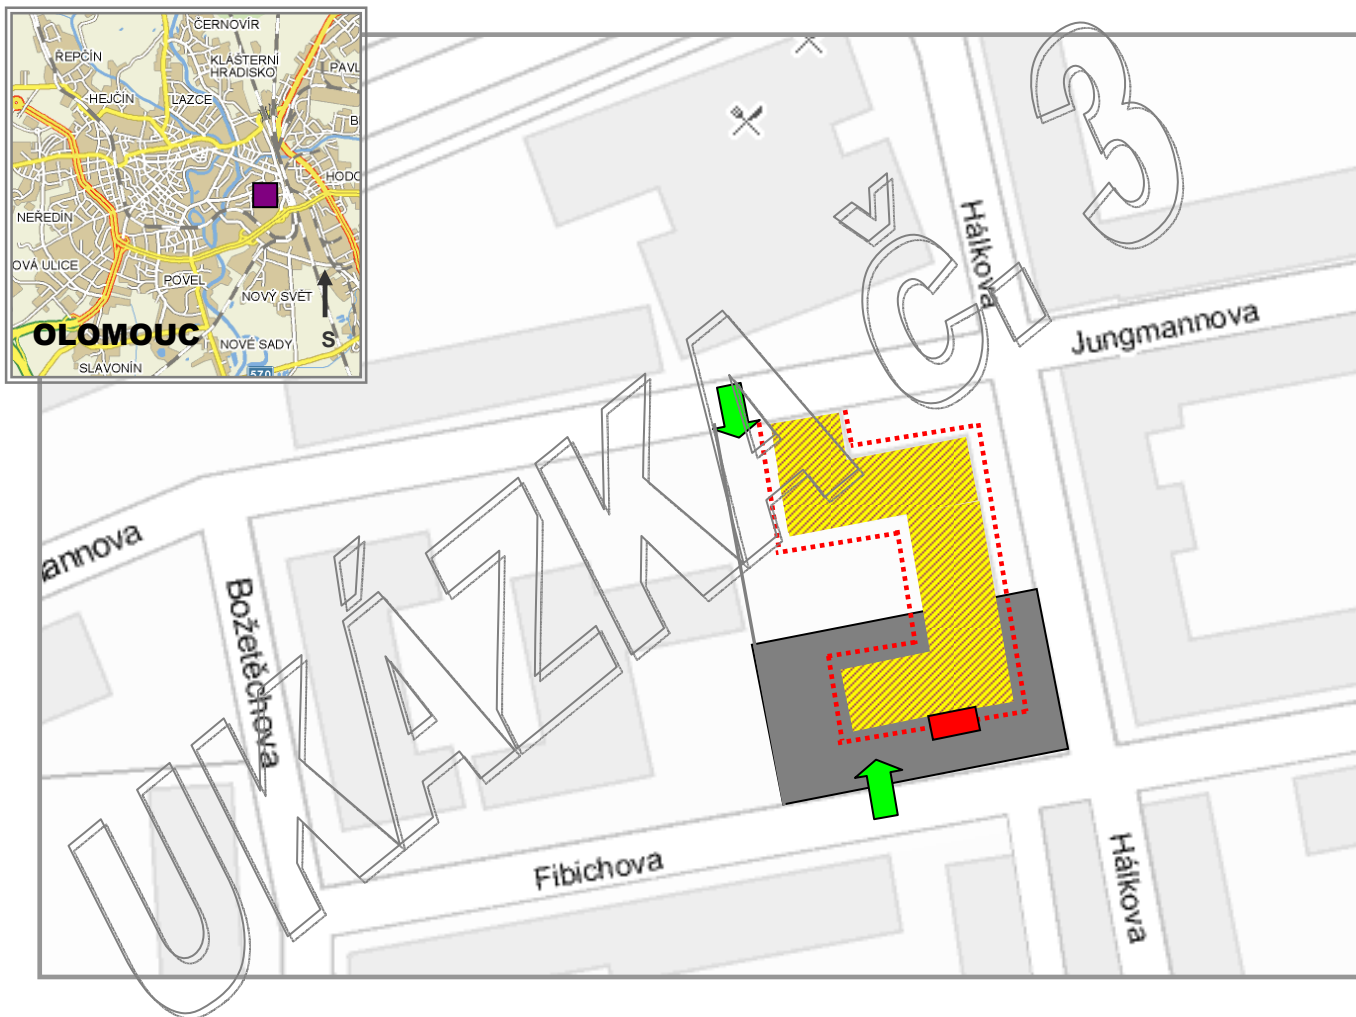 ČERNOVÍR
ŘEPČÍN
KLÁŠTERNÍ
HRADISKO
PAVL
HEJČÍN
LAZCE
B
HODO
NEŘEDÍN
OVÁ ULICE
POVEL
NOVÝ SVĚT
OLOMOUC
S
NOVÉ SADY
SLAVONÍN
570
UKÁZKA Č. 3
Hálkova
Jungmannova
annova
Božetěchova
Fibichova
Hálkova